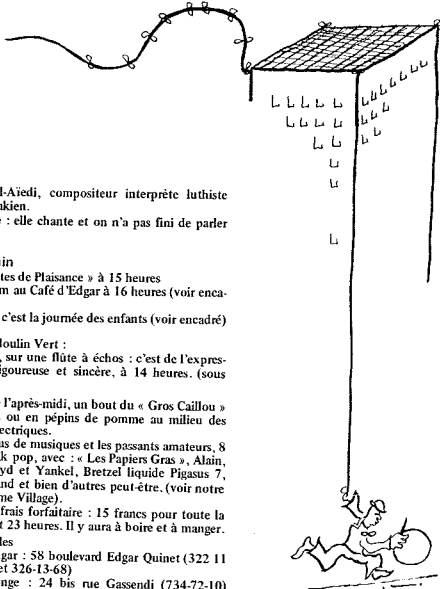 l-Aïedi, compositeur interprète luthiste
akien.
: elle chante et on n'a pas fini de parler
in
tes de Plaisance » à 15 heures
m au Café d'Edgar à 16 heures (voir enca-
c'est la journée des enfants (voir encadré)
Moulin Vert :
, sur une flûte à échos : c'est de l'expres-
igoureuse et sincère, à 14 heures. (sous
l'après-midi, un bout du « Gros Caillou »
ou en pépins de pomme au milieu des
ectriques.
us de musiques et les passants amateurs, 8
k pop, avec : « Les Papiers Gras », Alain,
yd et Yankel, Bretzel liquide Pigasus 7,
and et bien d'autres peut-être. (voir notre
me Village).
frais forfaitaire : 15 francs pour toute la
t 23 heures. Il y aura à boire et à manger.
les
gar : 58 boulevard Edgar Quinet (322 11
et 326-13-68)
nge : 24 bis rue Gassendi (734-72-10)